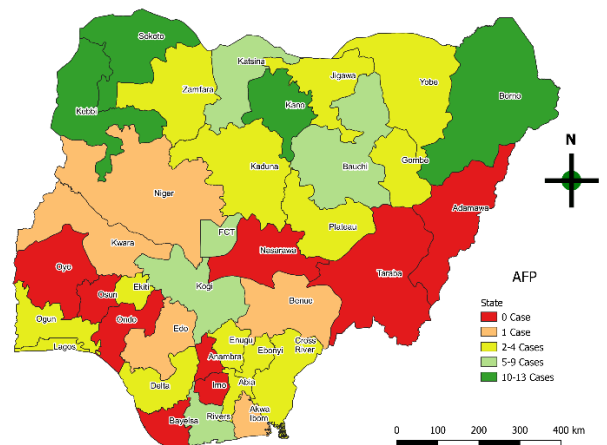 Sokoto
Katsina
Jigawa
Zamfara
Yobe
Borno
Kebbi
Kano
N
Kaduna
Bauchi
Gombe
Niger
Adamawa
Plateau
FCT
Kwara
Nasarawa
Taraba
Oyo
AFP
Kogi
Osun
Ekiti
Benue
State
0 Case
1 Case
2-4 Cases
5-9 Cases
10-13 Cases
Ogun
Ondo
Edo
Enugu
Cross
River
Lagos
Anambra
Ebonyi
Delta
Imo
Abia
Bayelsa
Rivers
Akwa
Ibom
0 100 200 300 400 km